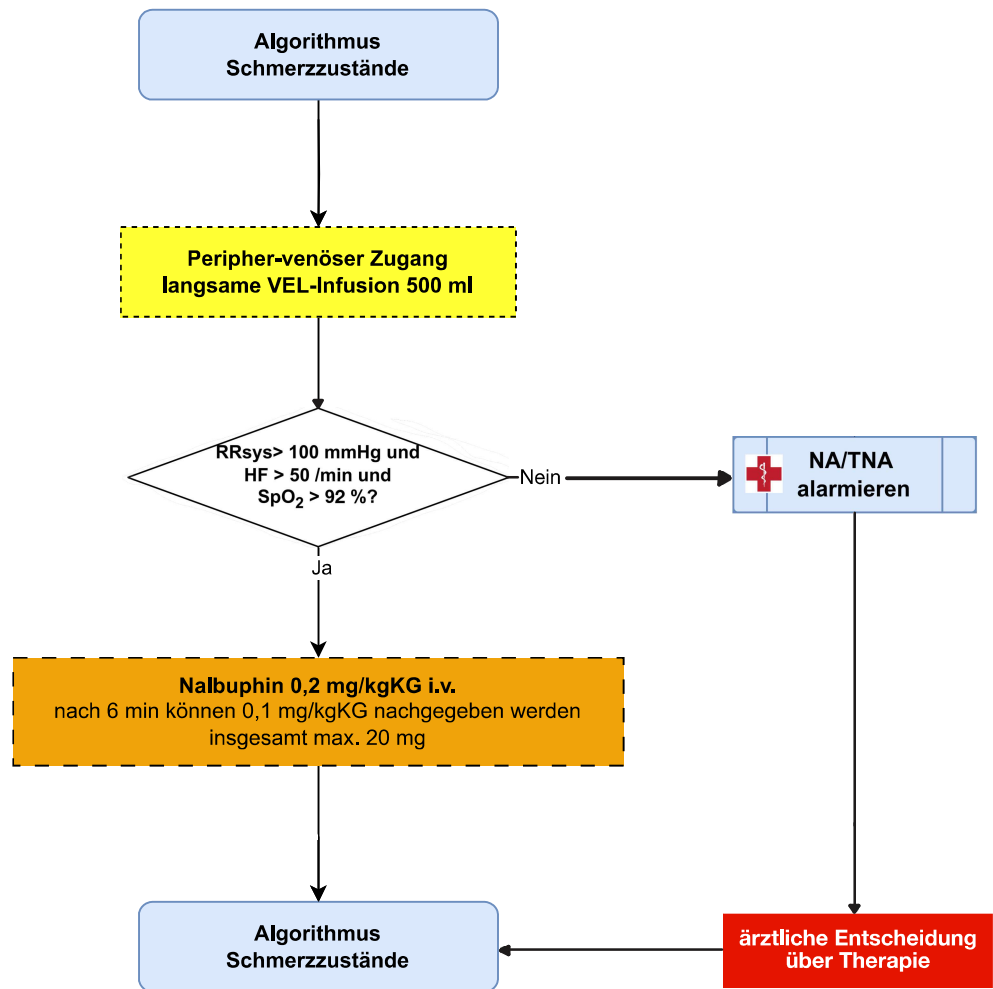 Algorithmus
Schmerzzustände
Peripher-venöser Zugang
langsame VEL-Infusion 500 ml
RRsys> 100 mmHg und
HF > 50 /min und
SpO₂ > 92 %?
Nein
NA/TNA
alarmieren
Ja
Nalbuphin 0,2 mg/kgKG i.v.
nach 6 min können 0,1 mg/kgKG nachgegeben werden
insgesamt max. 20 mg
Algorithmus
Schmerzzustände
ärztliche Entscheidung
über Therapie